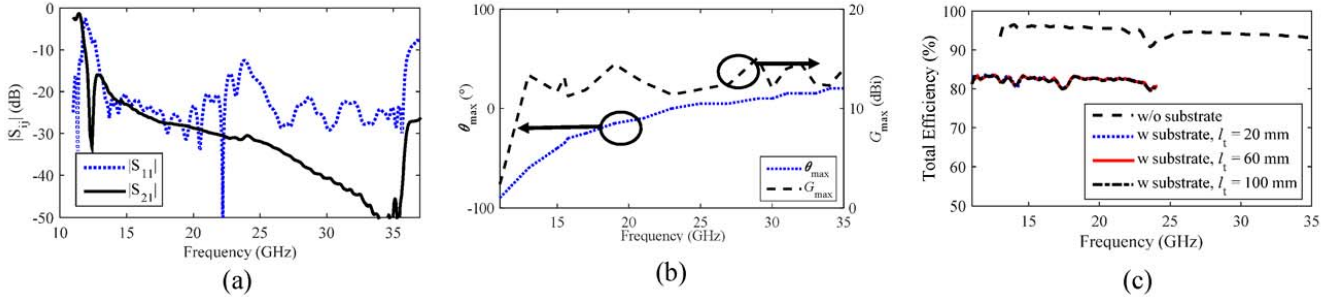 0
-10
-20
-30
-40
-50
|S_ij| (dB)
10 15 20 25 30 35 37
Frequency (GHz)
|S₁₁|
|S₂₁|
(a)
100
0
-100
θ_max (°)
20
10
0
G_max (dBi)
15 20 25 30
Frequency (GHz)
θ_max
G_max
(b)
100
90
80
70
60
50
Total Efficiency (%)
10 15 20 25 30 35
Frequency (GHz)
w/o substrate
w substrate, l_t = 20 mm
w substrate, l_t = 60 mm
w substrate, l_t = 100 mm
(c)